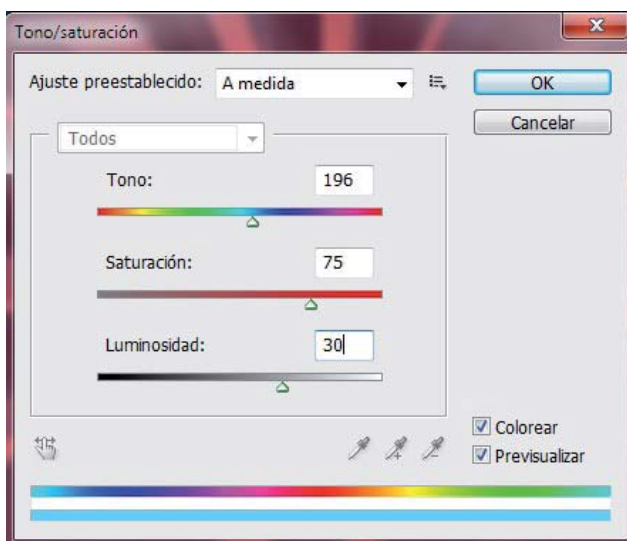 Tono/saturación
Ajuste preestablecido: A medida
OK
Cancelar
Todos
Tono: 196
Saturación: 75
Luminosidad: 30
Colorear
Previsualizar